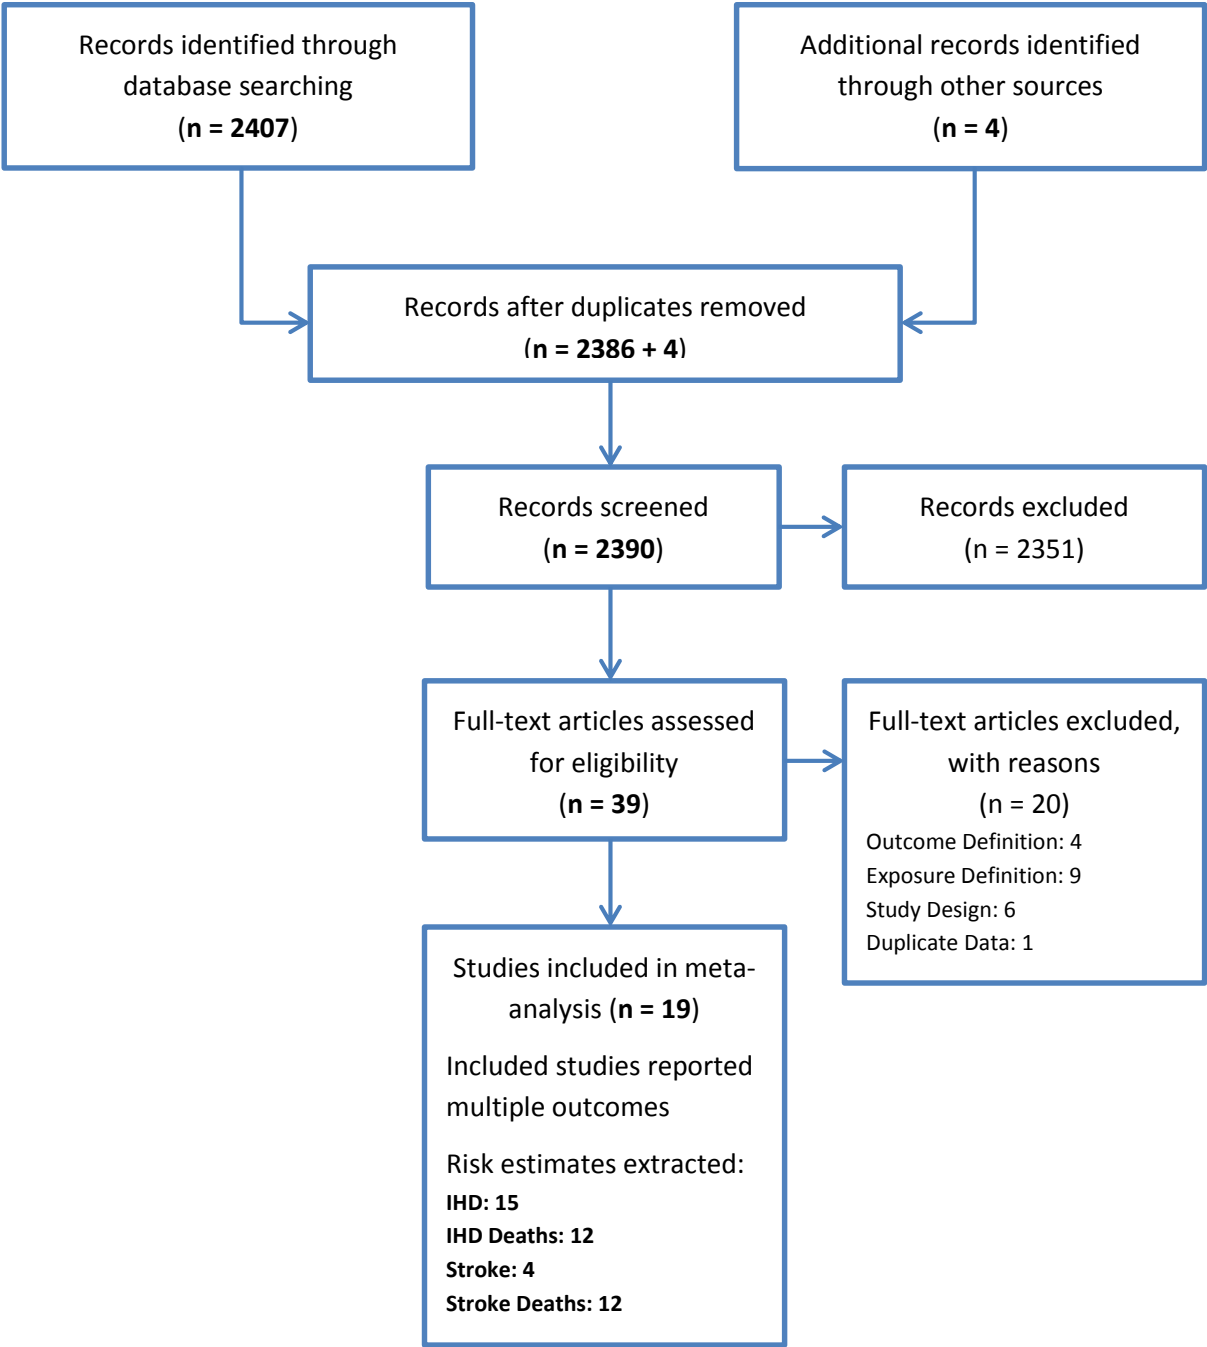 Records identified through
database searching
(n = 2407)
Additional records identified
through other sources
(n = 4)
Records after duplicates removed
(n = 2386 + 4)
Records screened
(n = 2390)
Records excluded
(n = 2351)
Full-text articles assessed
for eligibility
(n = 39)
Full-text articles excluded,
with reasons
(n = 20)
Outcome Definition: 4
Exposure Definition: 9
Study Design: 6
Duplicate Data: 1
Studies included in meta-
analysis (n = 19)
Included studies reported
multiple outcomes
Risk estimates extracted:
IHD: 15
IHD Deaths: 12
Stroke: 4
Stroke Deaths: 12